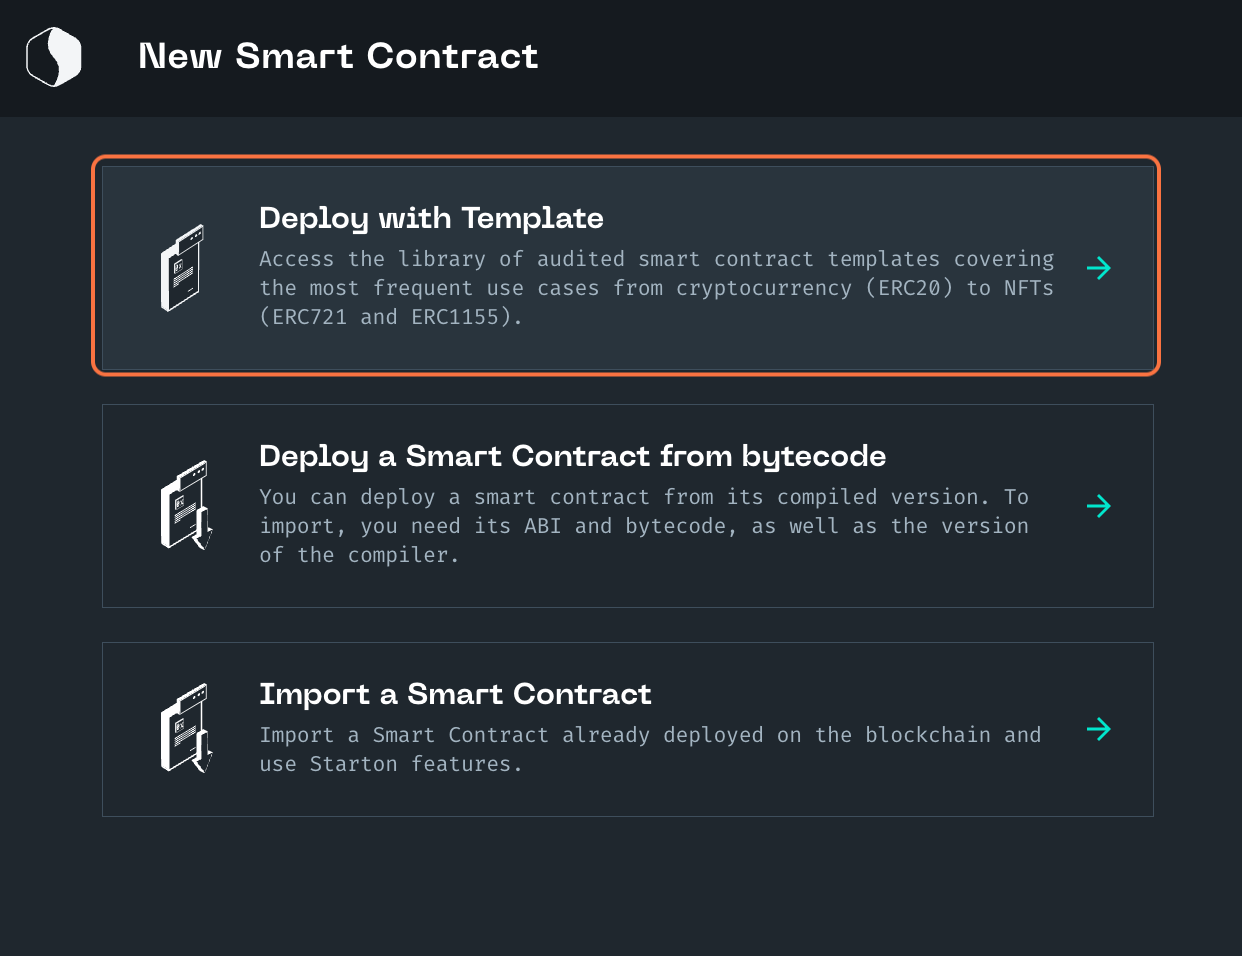 New Smart Contract
Deploy with Template
Access the library of audited smart contract templates covering
the most frequent use cases from cryptocurrency (ERC20) to NFTs
(ERC721 and ERC1155).
Deploy a Smart Contract from bytecode
You can deploy a smart contract from its compiled version. To
import, you need its ABI and bytecode, as well as the version
of the compiler.
Import a Smart Contract
Import a Smart Contract already deployed on the blockchain and
use Starton features.